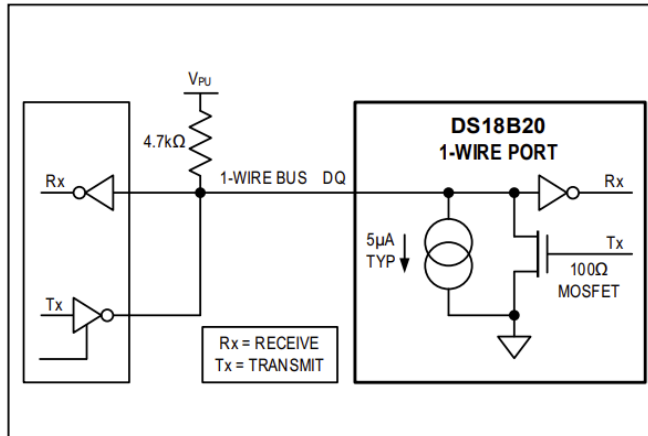 VPU
4.7kΩ
Rx
1-WIRE BUS DQ
Tx
Rx = RECEIVE
Tx = TRANSMIT
DS18B20
1-WIRE PORT
Rx
5µA
TYP
Tx
100Ω
MOSFET